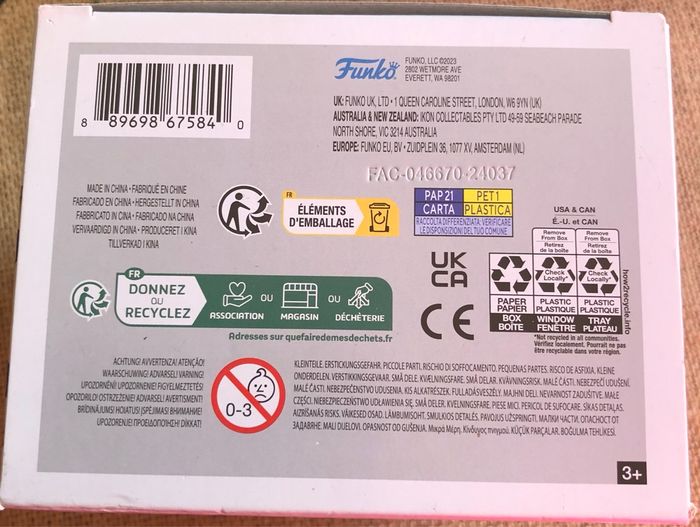 8 89698 67584 0
Funko
FUNKO, LLC ©2023
2802 WETMORE AVE
EVERETT, WA 98201
UK: FUNKO UK, LTD • 1 QUEEN CAROLINE STREET, LONDON, W6 9YN (UK)
AUSTRALIA & NEW ZEALAND: IKON COLLECTABLES PTY LTD 49-59 SEABEACH PARADE
NORTH SHORE, VIC 3214 AUSTRALIA
EUROPE: FUNKO EU, BV • ZUIDPLEIN 36, 1077 XV, AMSTERDAM (NL)
FAC-046670-24037
MADE IN CHINA • FABRIQUÉ EN CHINE
FABRICADO EN CHINA • HERGESTELLT IN CHINA
FABBRICATO IN CINA • FABRICADO NA CHINA
VERVAARDIGD IN CHINA • PRODUCERET I KINA
TILLVERKAD I KINA
FR
ÉLÉMENTS
D'EMBALLAGE
PAP 21
PET 1
CARTA
PLASTICA
RACCOLTA DIFFERENZIATA. VERIFICARE
LE DISPOSIZIONI DEL TUO COMUNE
USA & CAN
É.-U. et CAN
Remove
From Box
Retirez
de la boîte
Remove
From Box
Retirez
de la boîte
Check
Locally*
Check
Locally*
PAPER
PAPIER
PLASTIC
PLASTIQUE
PLASTIC
PLASTIQUE
BOX
BOÎTE
WINDOW
FENÊTRE
TRAY
PLATEAU
how2recycle.info
*Not recycled in all communities.
Vérifiez localement. Pourrait ne pas
être recyclable dans votre région.
UK
CA
CE
FR
DONNEZ
OU
RECYCLEZ
ASSOCIATION
OU
MAGASIN
OU
DÉCHÈTERIE
Adresses sur quefairedemesdechets.fr
ACHTUNG! AVVERTENZA! ATENÇÃO!
WAARSCHUWING! ADVARSEL! VARNING!
UPOZORNĚNÍ! UPOZORNENIE! FIGYELMEZTETÉS!
OPOZORILO! OSTRZEŻENIE! ADVARSEL! AVERTISMENT!
BRĪDINĀJUMS! HOIATUS! ĮSPĖJIMAS! ВНИМАНИЕ!
UPOZORENJE! ΠΡΟΕΙΔΟΠΟΙΗΣΗ! DİKKAT!
0-3
KLEINTEILE. ERSTICKUNGSGEFAHR. PICCOLE PARTI. RISCHIO DI SOFFOCAMENTO. PEQUENAS PARTES. RISCO DE ASFIXIA. KLEINE
ONDERDELEN. VERSTIKKINGSGEVAAR. SMÅ DELE. KVÆLNINGSFARE. SMÅ DELAR. KVÄVNINGSRISK. MALÉ ČÁSTI. NEBEZPEČÍ UDUŠENÍ.
MALÉ ČASTI. NEBEZPEČENSTVO UDUSENIA. KIS ALKATRÉSZEK. FULLADÁSVESZÉLY. MAJHNI DELI. NEVARNOST ZADUŠITVE. MAŁE
CZĘŚCI. NIEBEZPIECZEŃSTWO UDŁAWIENIA SIĘ. SMÅ DELER. KVELNINGSFARE. PIESE MICI. PERICOL DE SUFOCARE. SĪKAS DETAĻAS.
AIZRĪŠANĀS RISKS. VÄIKESED OSAD. LÄMBUMISOHT. SMULKIOS DETALĖS. PAVOJUS UŽSPRINGTI. МАЛКИ ЧАСТИ. ОПАСНОСТ ОТ
ЗАДАВЯНЕ. MALI DIJELOVI. OPASNOST OD GUŠENJA. Μικρά Μέρη. Κίνδυνος πνιγμού. KÜÇÜK PARÇALAR. BOĞULMA TEHLİKESİ.
3+